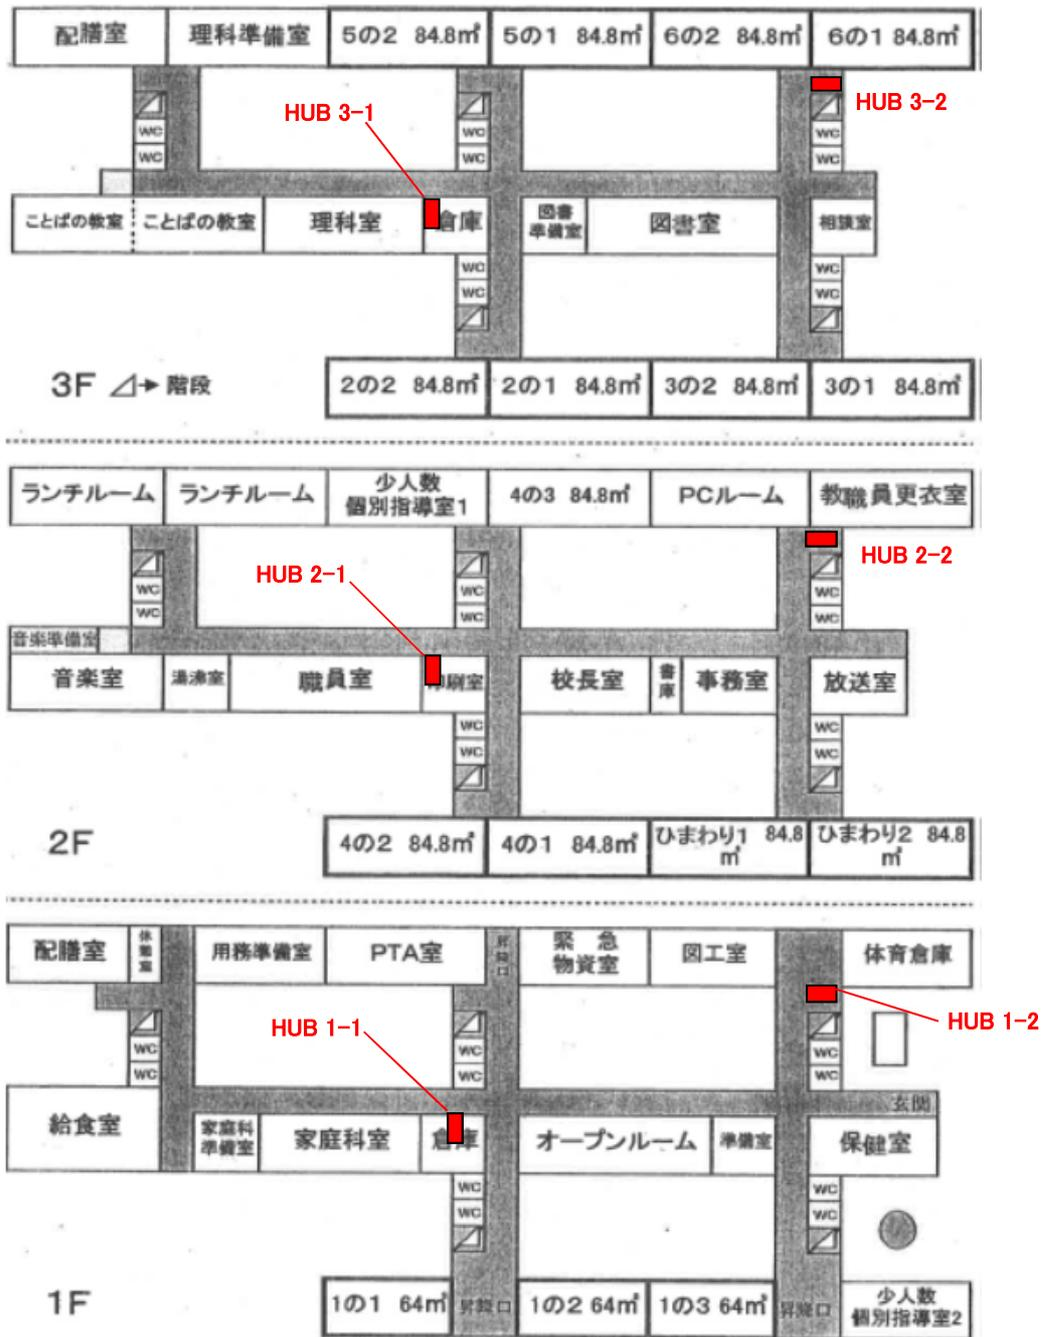 配膳室 理科準備室 5の2 84.8㎡ 5の1 84.8㎡ 6の2 84.8㎡ 6の1 84.8㎡
HUB 3-1
HUB 3-2
WC WC WC
WC WC WC
ことばの教室 ことばの教室 理科室 倉庫 図書準備室 図書室 相談室
WC WC
WC WC
3F 階段
2の2 84.8㎡ 2の1 84.8㎡ 3の2 84.8㎡ 3の1 84.8㎡
ランチルーム ランチルーム 少人数 4の3 84.8㎡ PCルーム 教職員更衣室
個別指導室1
HUB 2-1
HUB 2-2
WC WC WC
WC WC WC
音楽準備室
音楽室 湯沸室 職員室 印刷室 校長室 書庫 事務室 放送室
WC WC
WC WC
2F
4の2 84.8㎡ 4の1 84.8㎡ ひまわり1 84.8㎡ ひまわり2 84.8㎡
配膳室 休憩室 用務準備室 PTA室 昇降口 緊急物資室 図工室 体育倉庫
HUB 1-1
HUB 1-2
WC WC WC
WC WC WC
玄関
給食室 家庭科準備室 家庭科室 倉庫 オープンルーム 準備室 保健室
WC WC
WC WC
1F
1の1 64㎡ 昇降口 1の2 64㎡ 1の3 64㎡ 昇降口 少人数
個別指導室2